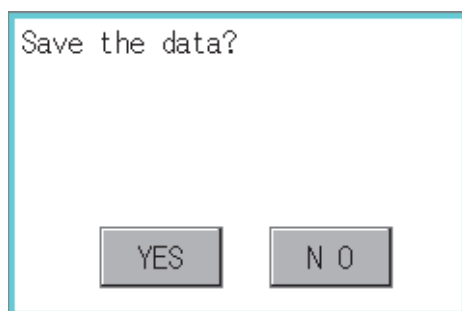 Save the data?
YES N O